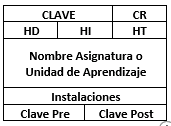 CLAVE CR
HD HI HT
Nombre Asignatura o
Unidad de Aprendizaje
Instalaciones
Clave Pre Clave Post